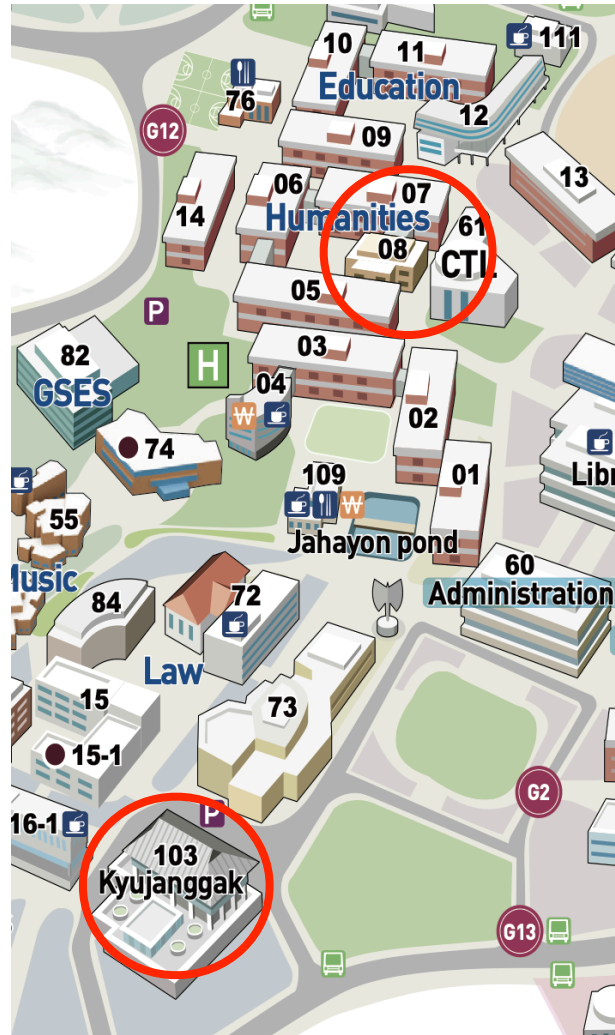 10
11
111
Education
76
12
G12
09
13
06
07
14
Humanities
61
08
CTL
05
P
03
82
H
04
GSES
₩
02
74
01
109
Libr
₩
55
Jahayon pond
Music
60
84
72
Administration
Law
15
73
15-1
G2
P
16-1
103
Kyujanggak
G13